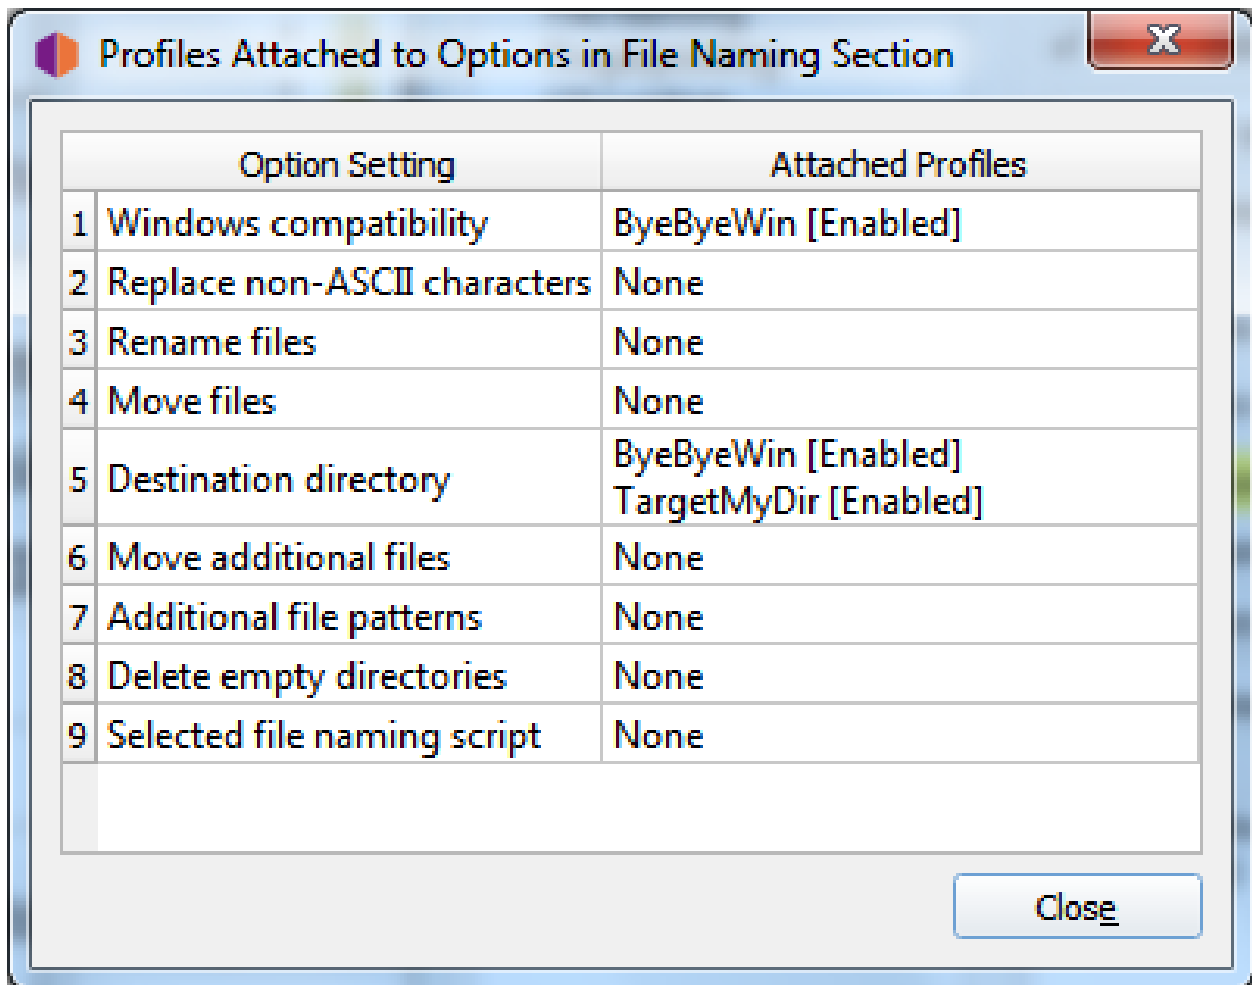 Profiles Attached to Options in File Naming Section
Option Setting Attached Profiles
1 Windows compatibility ByeByeWin [Enabled]
2 Replace non-ASCII characters None
3 Rename files None
4 Move files None
5 Destination directory ByeByeWin [Enabled]
TargetMyDir [Enabled]
6 Move additional files None
7 Additional file patterns None
8 Delete empty directories None
9 Selected file naming script None
Close